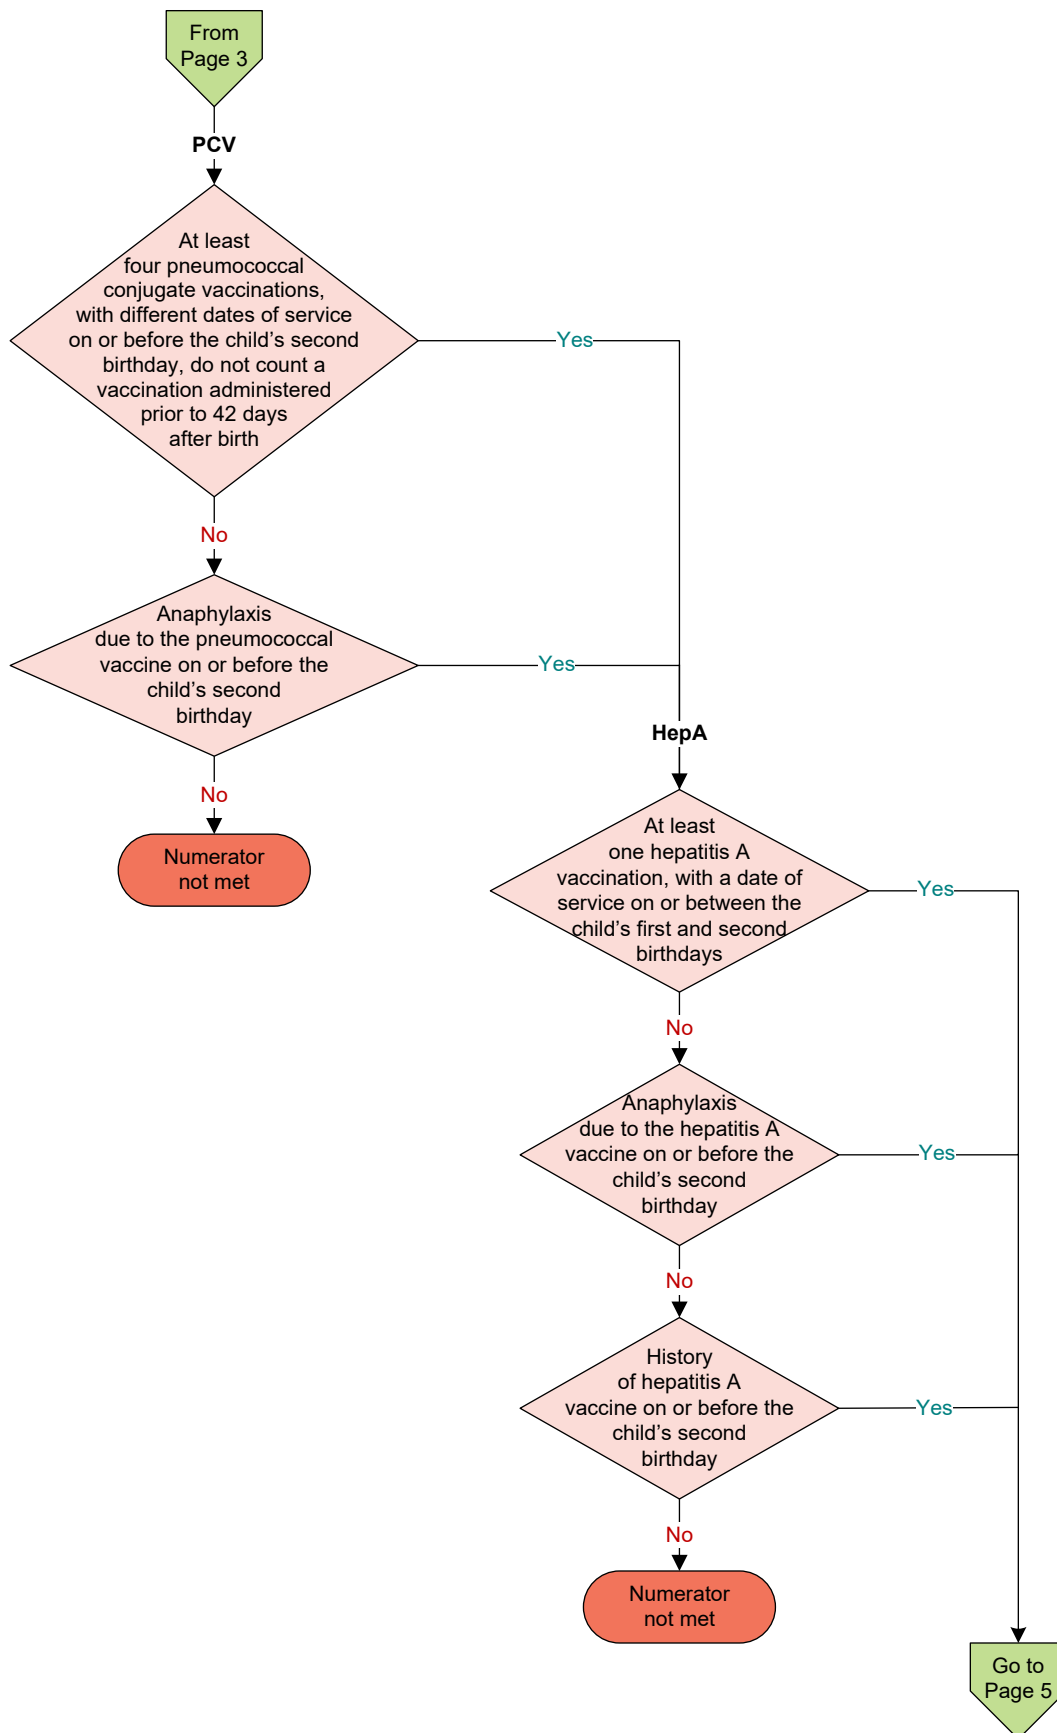 From
Page 3
PCV
At least
four pneumococcal
conjugate vaccinations,
with different dates of service
on or before the child’s second
birthday, do not count a
vaccination administered
prior to 42 days
after birth
Yes
No
Anaphylaxis
due to the pneumococcal
vaccine on or before the
child’s second
birthday
Yes
No
Numerator
not met
HepA
At least
one hepatitis A
vaccination, with a date of
service on or between the
child’s first and second
birthdays
Yes
No
Anaphylaxis
due to the hepatitis A
vaccine on or before the
child’s second
birthday
Yes
No
History
of hepatitis A
vaccine on or before the
child’s second
birthday
Yes
No
Numerator
not met
Go to
Page 5